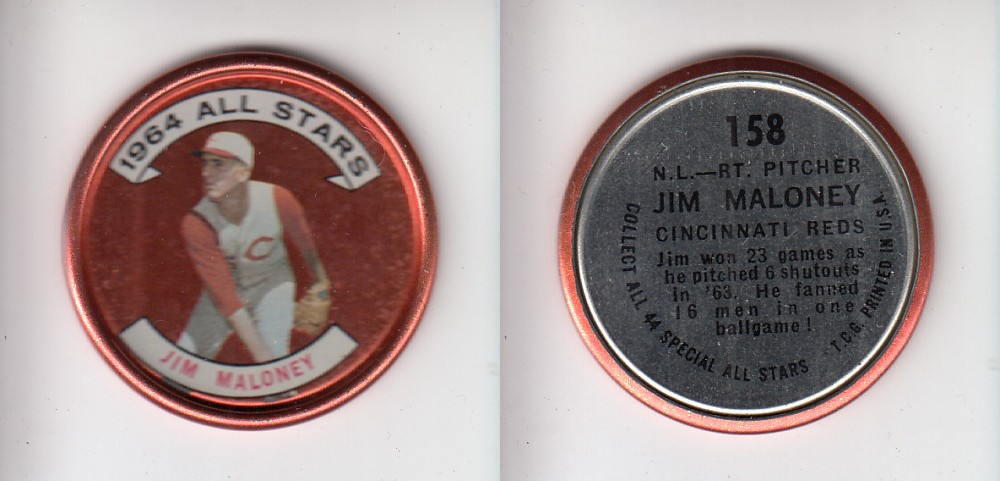 1964 ALL STARS
C
JIM MALONEY
158
N.L.—RT. PITCHER
JIM MALONEY
CINCINNATI REDS
Jim won 23 games as
he pitched 6 shutouts
in '63. He fanned
16 men in one
ballgame!
COLLECT ALL 44 SPECIAL ALL STARS
T.C.G. PRINTED IN U.S.A.